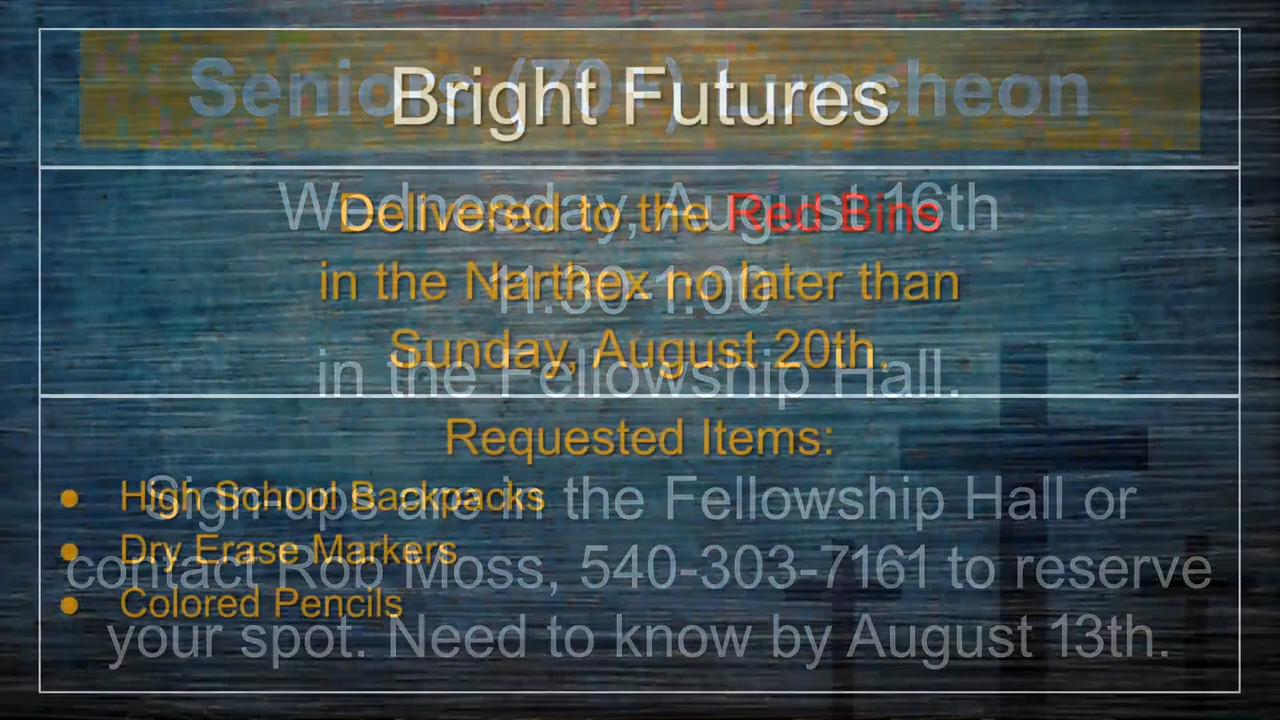 Bright Futures
Delivered to the Red Bins
in the Narthex no later than
Sunday, August 20th.
Requested Items:
● High School Backpacks
● Dry Erase Markers
● Colored Pencils
Seniors (70+) Luncheon
Wednesday, August 16th
11:30-1:00
in the Fellowship Hall.
Sign-ups are in the Fellowship Hall or
contact Rob Moss, 540-303-7161 to reserve
your spot. Need to know by August 13th.